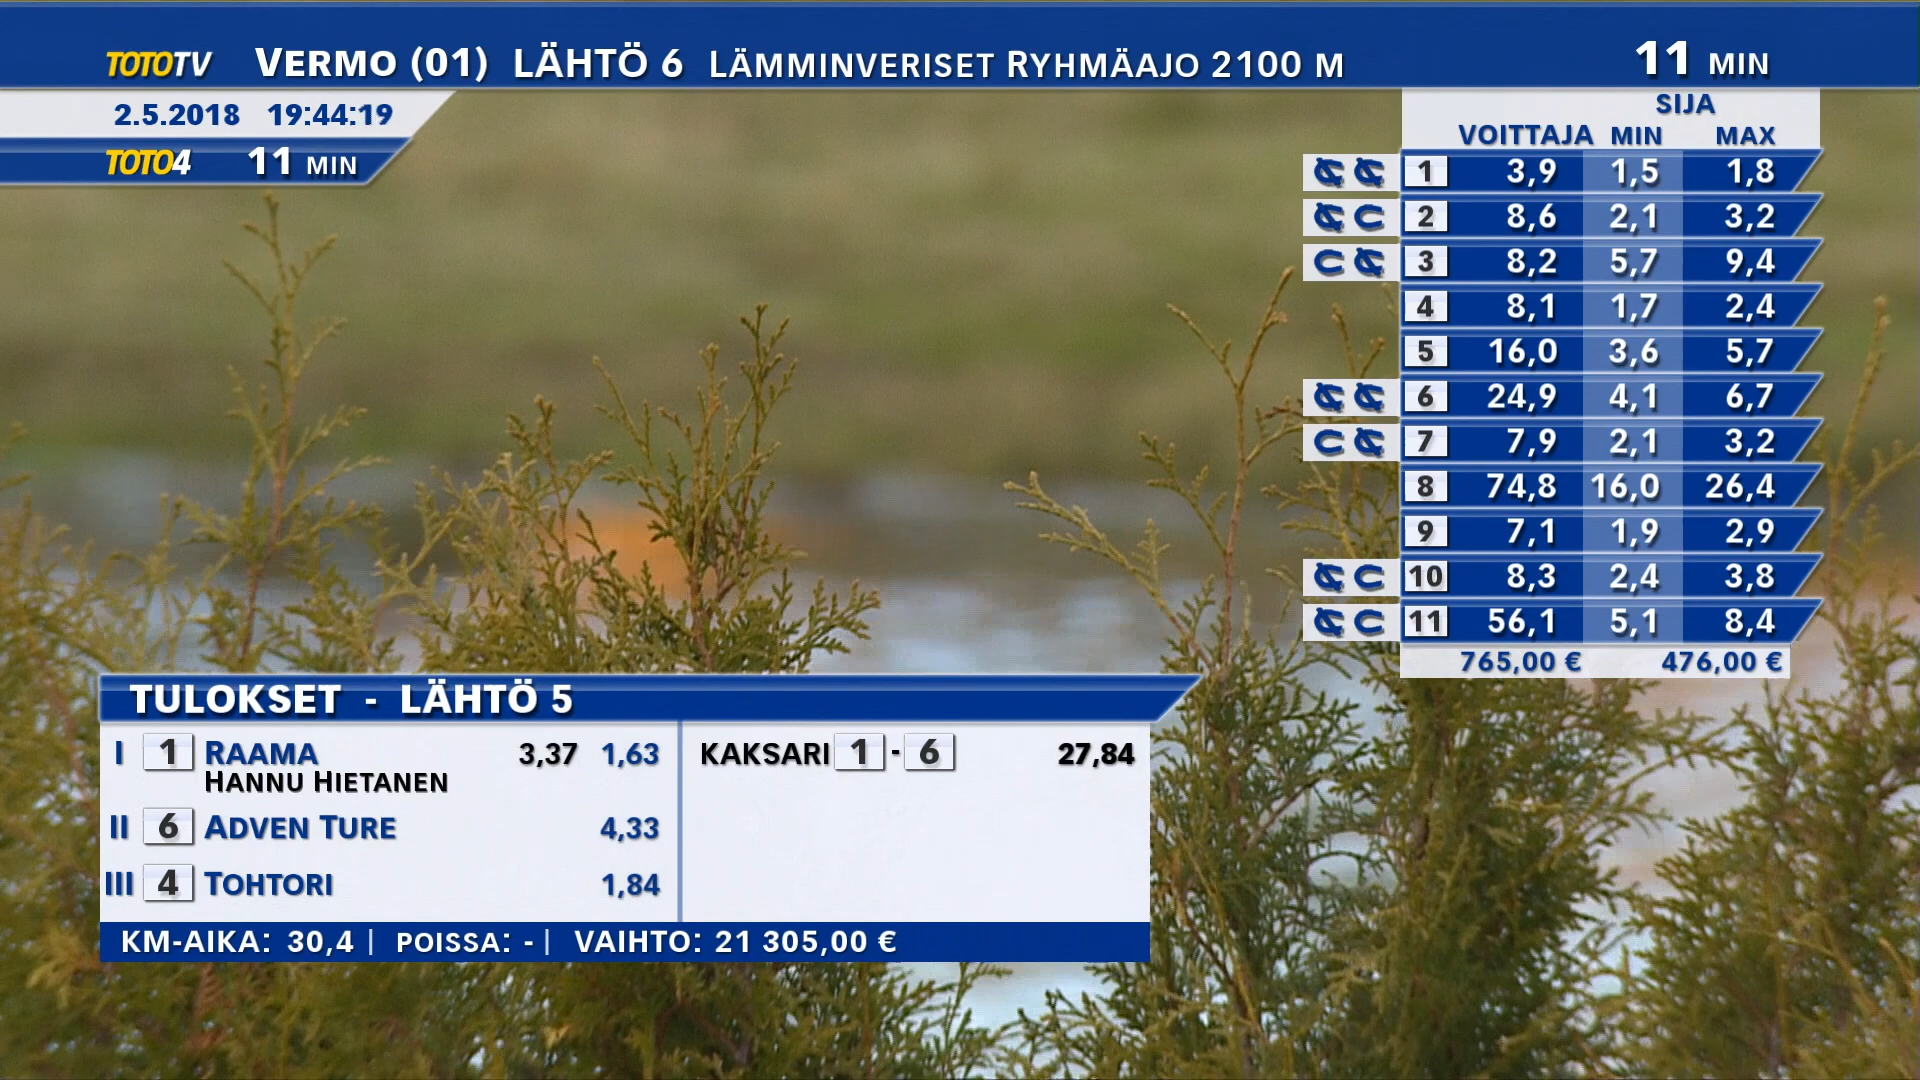 TOTOTV VERMO (01) LÄHTÖ 6 LÄMMINVERISET RYHMÄAJO 2100 M 11 MIN
2.5.2018 19:44:19
TOTO4 11 MIN
SIJA
VOITTAJA MIN MAX
1 3,9 1,5 1,8
2 8,6 2,1 3,2
3 8,2 5,7 9,4
4 8,1 1,7 2,4
5 16,0 3,6 5,7
6 24,9 4,1 6,7
7 7,9 2,1 3,2
8 74,8 16,0 26,4
9 7,1 1,9 2,9
10 8,3 2,4 3,8
11 56,1 5,1 8,4
765,00 € 476,00 €
TULOKSET - LÄHTÖ 5
I 1 RAAMA 3,37 1,63 KAKSARI 1 - 6 27,84
HANNU HIETANEN
II 6 ADVEN TURE 4,33
III 4 TOHTORI 1,84
KM-AIKA: 30,4 | POISSA: - | VAIHTO: 21 305,00 €